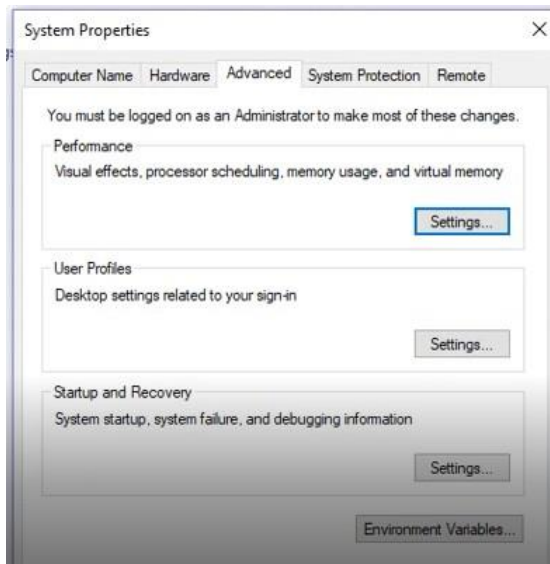 System Properties
Computer Name Hardware Advanced System Protection Remote
You must be logged on as an Administrator to make most of these changes.
Performance
Visual effects, processor scheduling, memory usage, and virtual memory
Settings...
User Profiles
Desktop settings related to your sign-in
Settings...
Startup and Recovery
System startup, system failure, and debugging information
Settings...
Environment Variables...